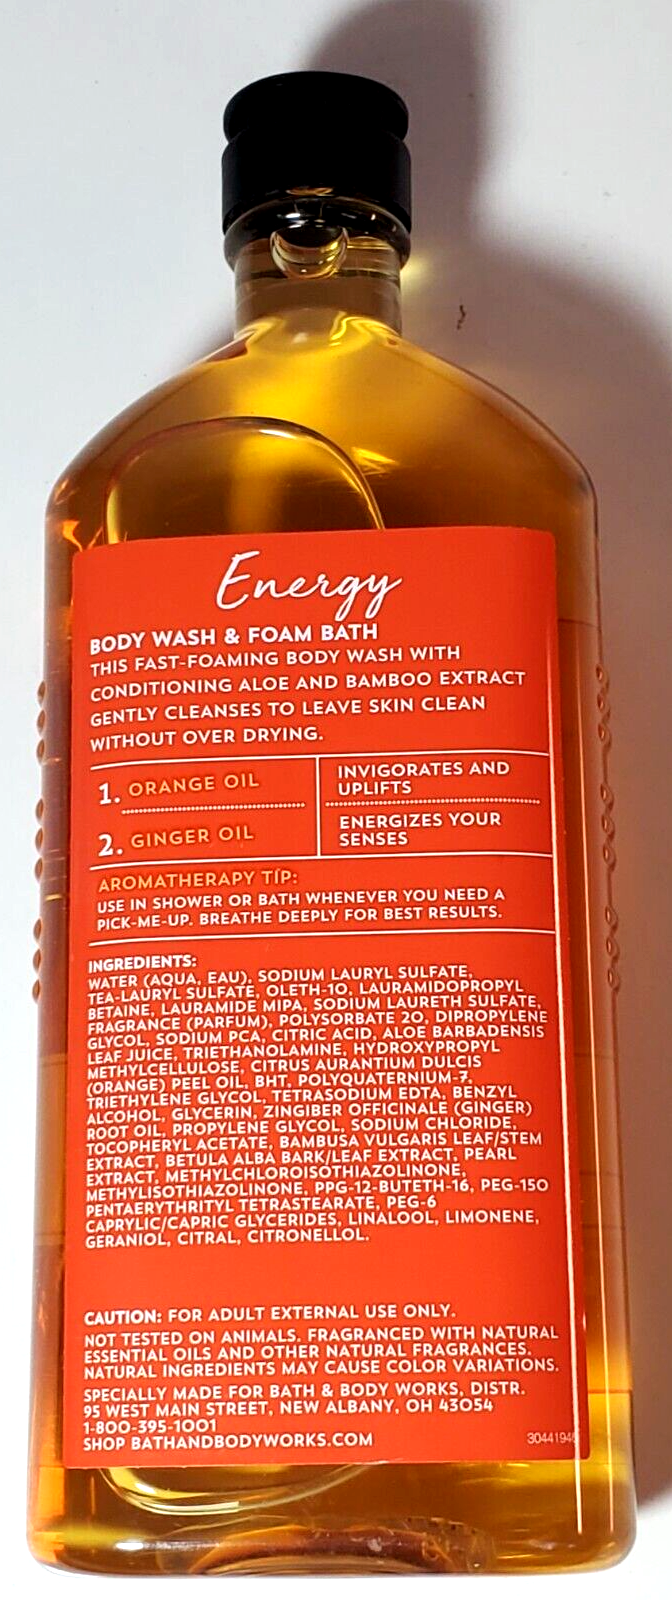 Energy
BODY WASH & FOAM BATH
THIS FAST-FOAMING BODY WASH WITH
CONDITIONING ALOE AND BAMBOO EXTRACT
GENTLY CLEANSES TO LEAVE SKIN CLEAN
WITHOUT OVER DRYING.
1. ORANGE OIL
INVIGORATES AND
UPLIFTS
2. GINGER OIL
ENERGIZES YOUR
SENSES
AROMATHERAPY TIP:
USE IN SHOWER OR BATH WHENEVER YOU NEED A
PICK-ME-UP. BREATHE DEEPLY FOR BEST RESULTS.
INGREDIENTS:
WATER (AQUA, EAU), SODIUM LAURYL SULFATE,
TEA-LAURYL SULFATE, OLETH-10, LAURAMIDOPROPYL
BETAINE, LAURAMIDE MIPA, SODIUM LAURETH SULFATE,
FRAGRANCE (PARFUM), POLYSORBATE 20, DIPROPYLENE
GLYCOL, SODIUM PCA, CITRIC ACID, ALOE BARBADENSIS
LEAF JUICE, TRIETHANOLAMINE, HYDROXYPROPYL
METHYLCELLULOSE, CITRUS AURANTIUM DULCIS
(ORANGE) PEEL OIL, BHT, POLYQUATERNIUM-7,
TRIETHYLENE GLYCOL, TETRASODIUM EDTA, BENZYL
ALCOHOL, GLYCERIN, ZINGIBER OFFICINALE (GINGER)
ROOT OIL, PROPYLENE GLYCOL, SODIUM CHLORIDE,
TOCOPHERYL ACETATE, BAMBUSA VULGARIS LEAF/STEM
EXTRACT, BETULA ALBA BARK/LEAF EXTRACT, PEARL
EXTRACT, METHYLCHLOROISOTHIAZOLINONE,
METHYLISOTHIAZOLINONE, PPG-12-BUTETH-16, PEG-150
PENTAERYTHRITYL TETRASTEARATE, PEG-6
CAPRYLIC/CAPRIC GLYCERIDES, LINALOOL, LIMONENE,
GERANIOL, CITRAL, CITRONELLOL.
CAUTION: FOR ADULT EXTERNAL USE ONLY.
NOT TESTED ON ANIMALS. FRAGRANCED WITH NATURAL
ESSENTIAL OILS AND OTHER NATURAL FRAGRANCES.
NATURAL INGREDIENTS MAY CAUSE COLOR VARIATIONS.
SPECIALLY MADE FOR BATH & BODY WORKS, DISTR.
95 WEST MAIN STREET, NEW ALBANY, OH 43054
1-800-395-1001
SHOP BATHANDBODYWORKS.COM